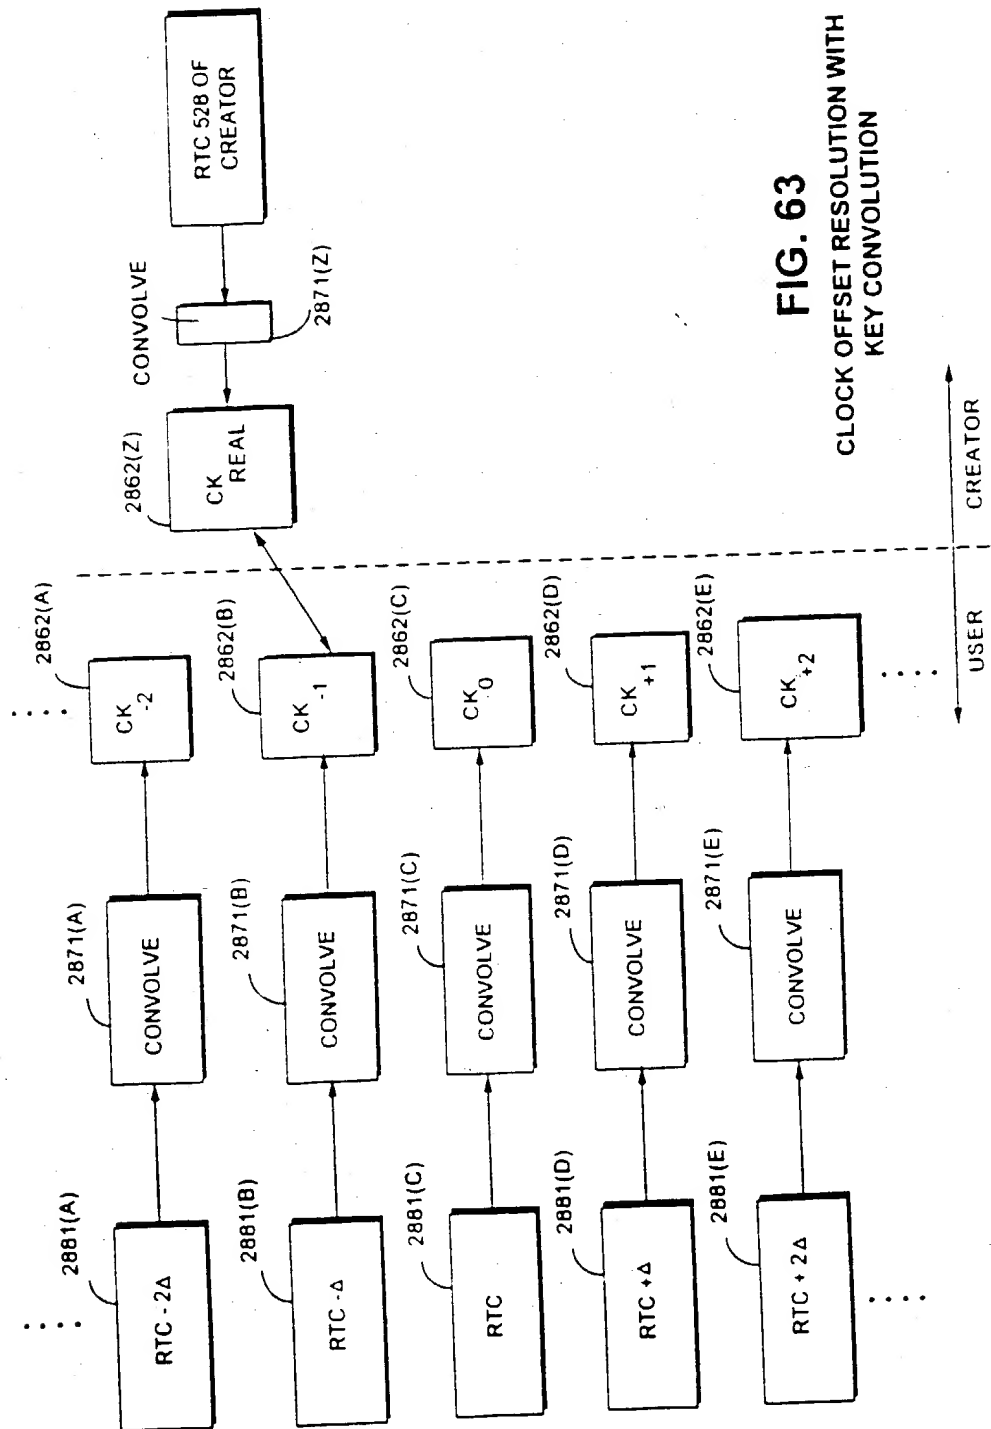 RTC 528 OF
CREATOR
CONVOLVE
2871(Z)
2862(Z)
CK
REAL
2862(A)
CK
-2
2871(A)
CONVOLVE
2881(A)
RTC - 2Δ
2862(B)
CK
-1
2871(B)
CONVOLVE
2881(B)
RTC -Δ
2862(C)
CK
0
2871(C)
CONVOLVE
2881(C)
RTC
2862(D)
CK
+1
2871(D)
CONVOLVE
2881(D)
RTC +Δ
2862(E)
CK
+2
2871(E)
CONVOLVE
2881(E)
RTC + 2Δ
USER
CREATOR
FIG. 63
CLOCK OFFSET RESOLUTION WITH
KEY CONVOLUTION